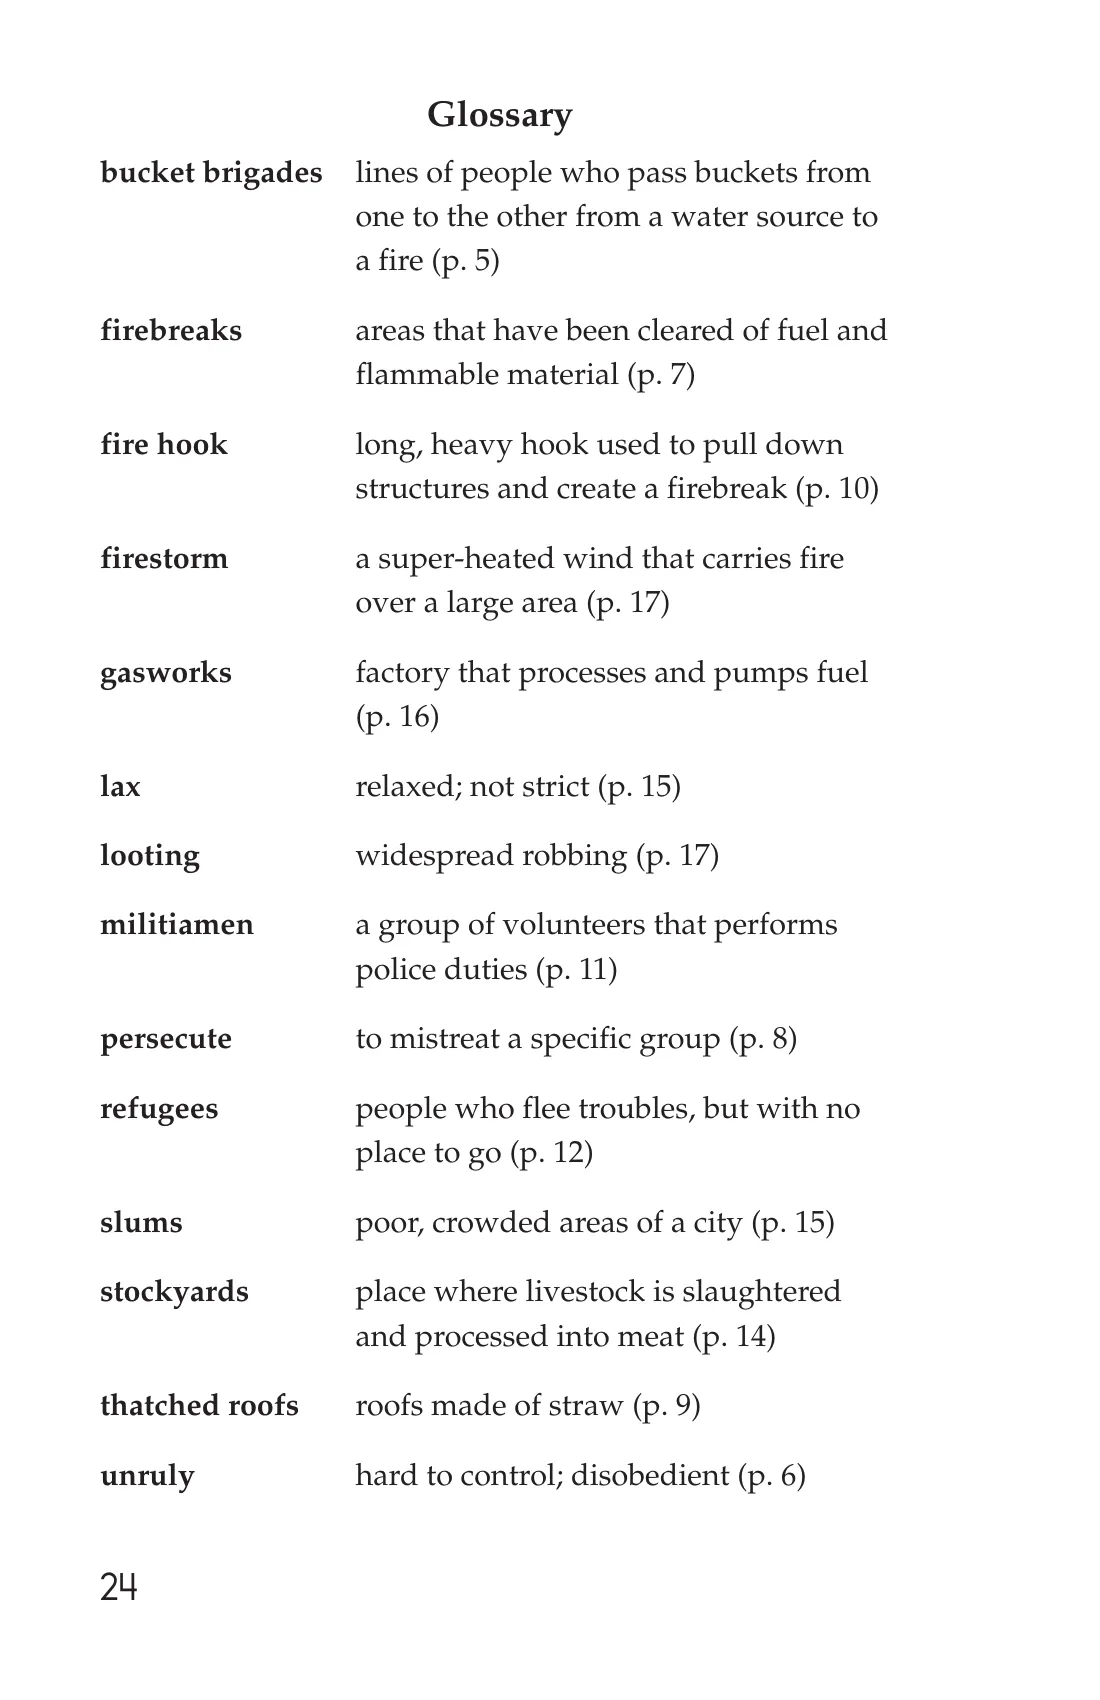 Glossary
bucket brigades lines of people who pass buckets from
one to the other from a water source to
a fire (p. 5)
firebreaks areas that have been cleared of fuel and
flammable material (p. 7)
fire hook long, heavy hook used to pull down
structures and create a firebreak (p. 10)
firestorm a super-heated wind that carries fire
over a large area (p. 17)
gasworks factory that processes and pumps fuel
(p. 16)
lax relaxed; not strict (p. 15)
looting widespread robbing (p. 17)
militiamen a group of volunteers that performs
police duties (p. 11)
persecute to mistreat a specific group (p. 8)
refugees people who flee troubles, but with no
place to go (p. 12)
slums poor, crowded areas of a city (p. 15)
stockyards place where livestock is slaughtered
and processed into meat (p. 14)
thatched roofs roofs made of straw (p. 9)
unruly hard to control; disobedient (p. 6)
24